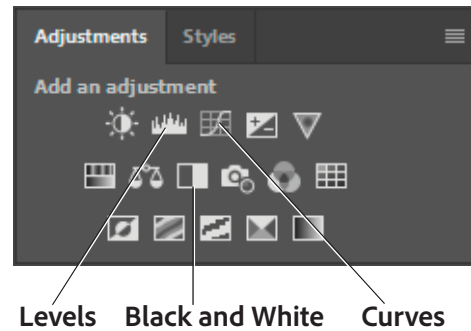 Adjustments Styles
Add an adjustment
Levels Black and White Curves